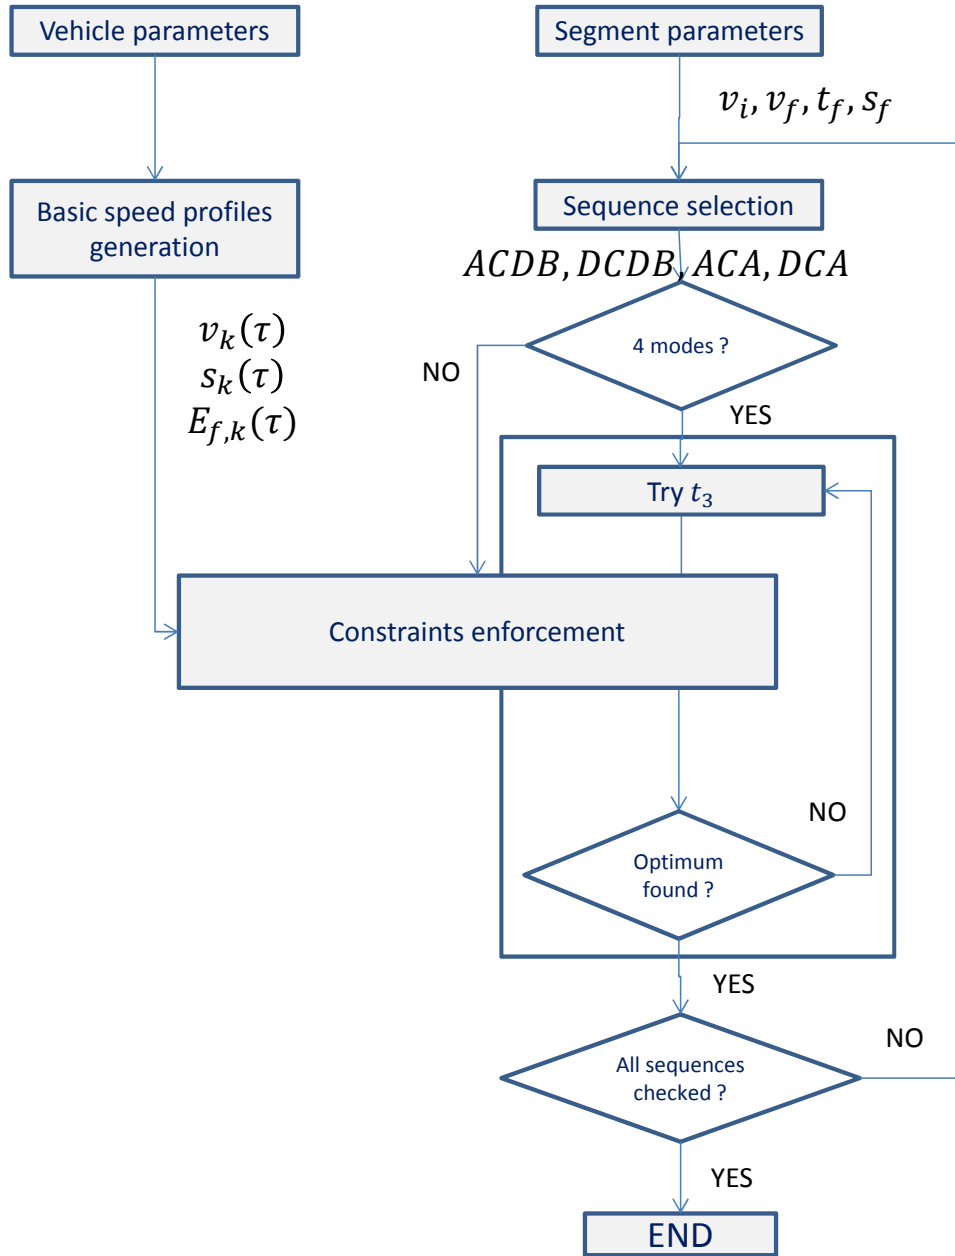 Vehicle parameters
Segment parameters
v_i, v_f, t_f, s_f
Basic speed profiles
generation
Sequence selection
ACDB, DCDB, ACA, DCA
v_k(τ)
s_k(τ)
E_{f,k}(τ)
4 modes ?
NO
YES
Try t_3
Constraints enforcement
NO
Optimum
found ?
YES
NO
All sequences
checked ?
YES
END